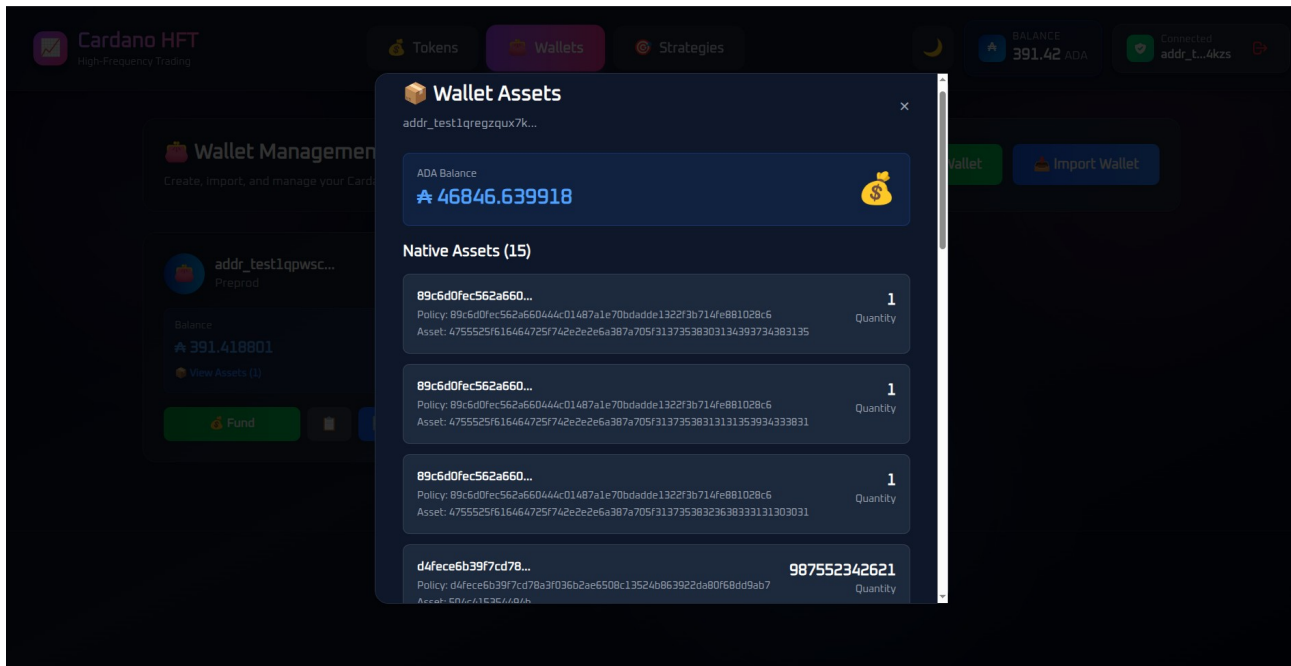 Cardano HFT
High-Frequency Trading
Tokens
Wallets
Strategies
BALANCE
391.42 ADA
Connected
addr_t...4kzs
Wallet Managemen
Create, import, and manage your Carda
Wallet
Import Wallet
addr_test1qpwsc...
Preprod
Balance
₳ 391.418801
View Assets (1)
Fund
Wallet Assets
addr_test1qregzqux7k...
×
ADA Balance
₳ 46846.639918
Native Assets (15)
89c6d0fec562a660...
1
Policy: 89c6d0fec562a660444c01487a1e70bdadde1322f3b714fe881028c6
Quantity
Asset: 4755525f616464725f742e2e2e6a387a705f31373538303134393734383135
89c6d0fec562a660...
1
Policy: 89c6d0fec562a660444c01487a1e70bdadde1322f3b714fe881028c6
Quantity
Asset: 4755525f616464725f742e2e2e6a387a705f31373538313131353934333831
89c6d0fec562a660...
1
Policy: 89c6d0fec562a660444c01487a1e70bdadde1322f3b714fe881028c6
Quantity
Asset: 4755525f616464725f742e2e2e6a387a705f31373538323638333131303031
d4fece6b39f7cd78...
987552342621
Policy: d4fece6b39f7cd78a3f036b2ae6508c13524b863922da80f68dd9ab7
Quantity
Asset: